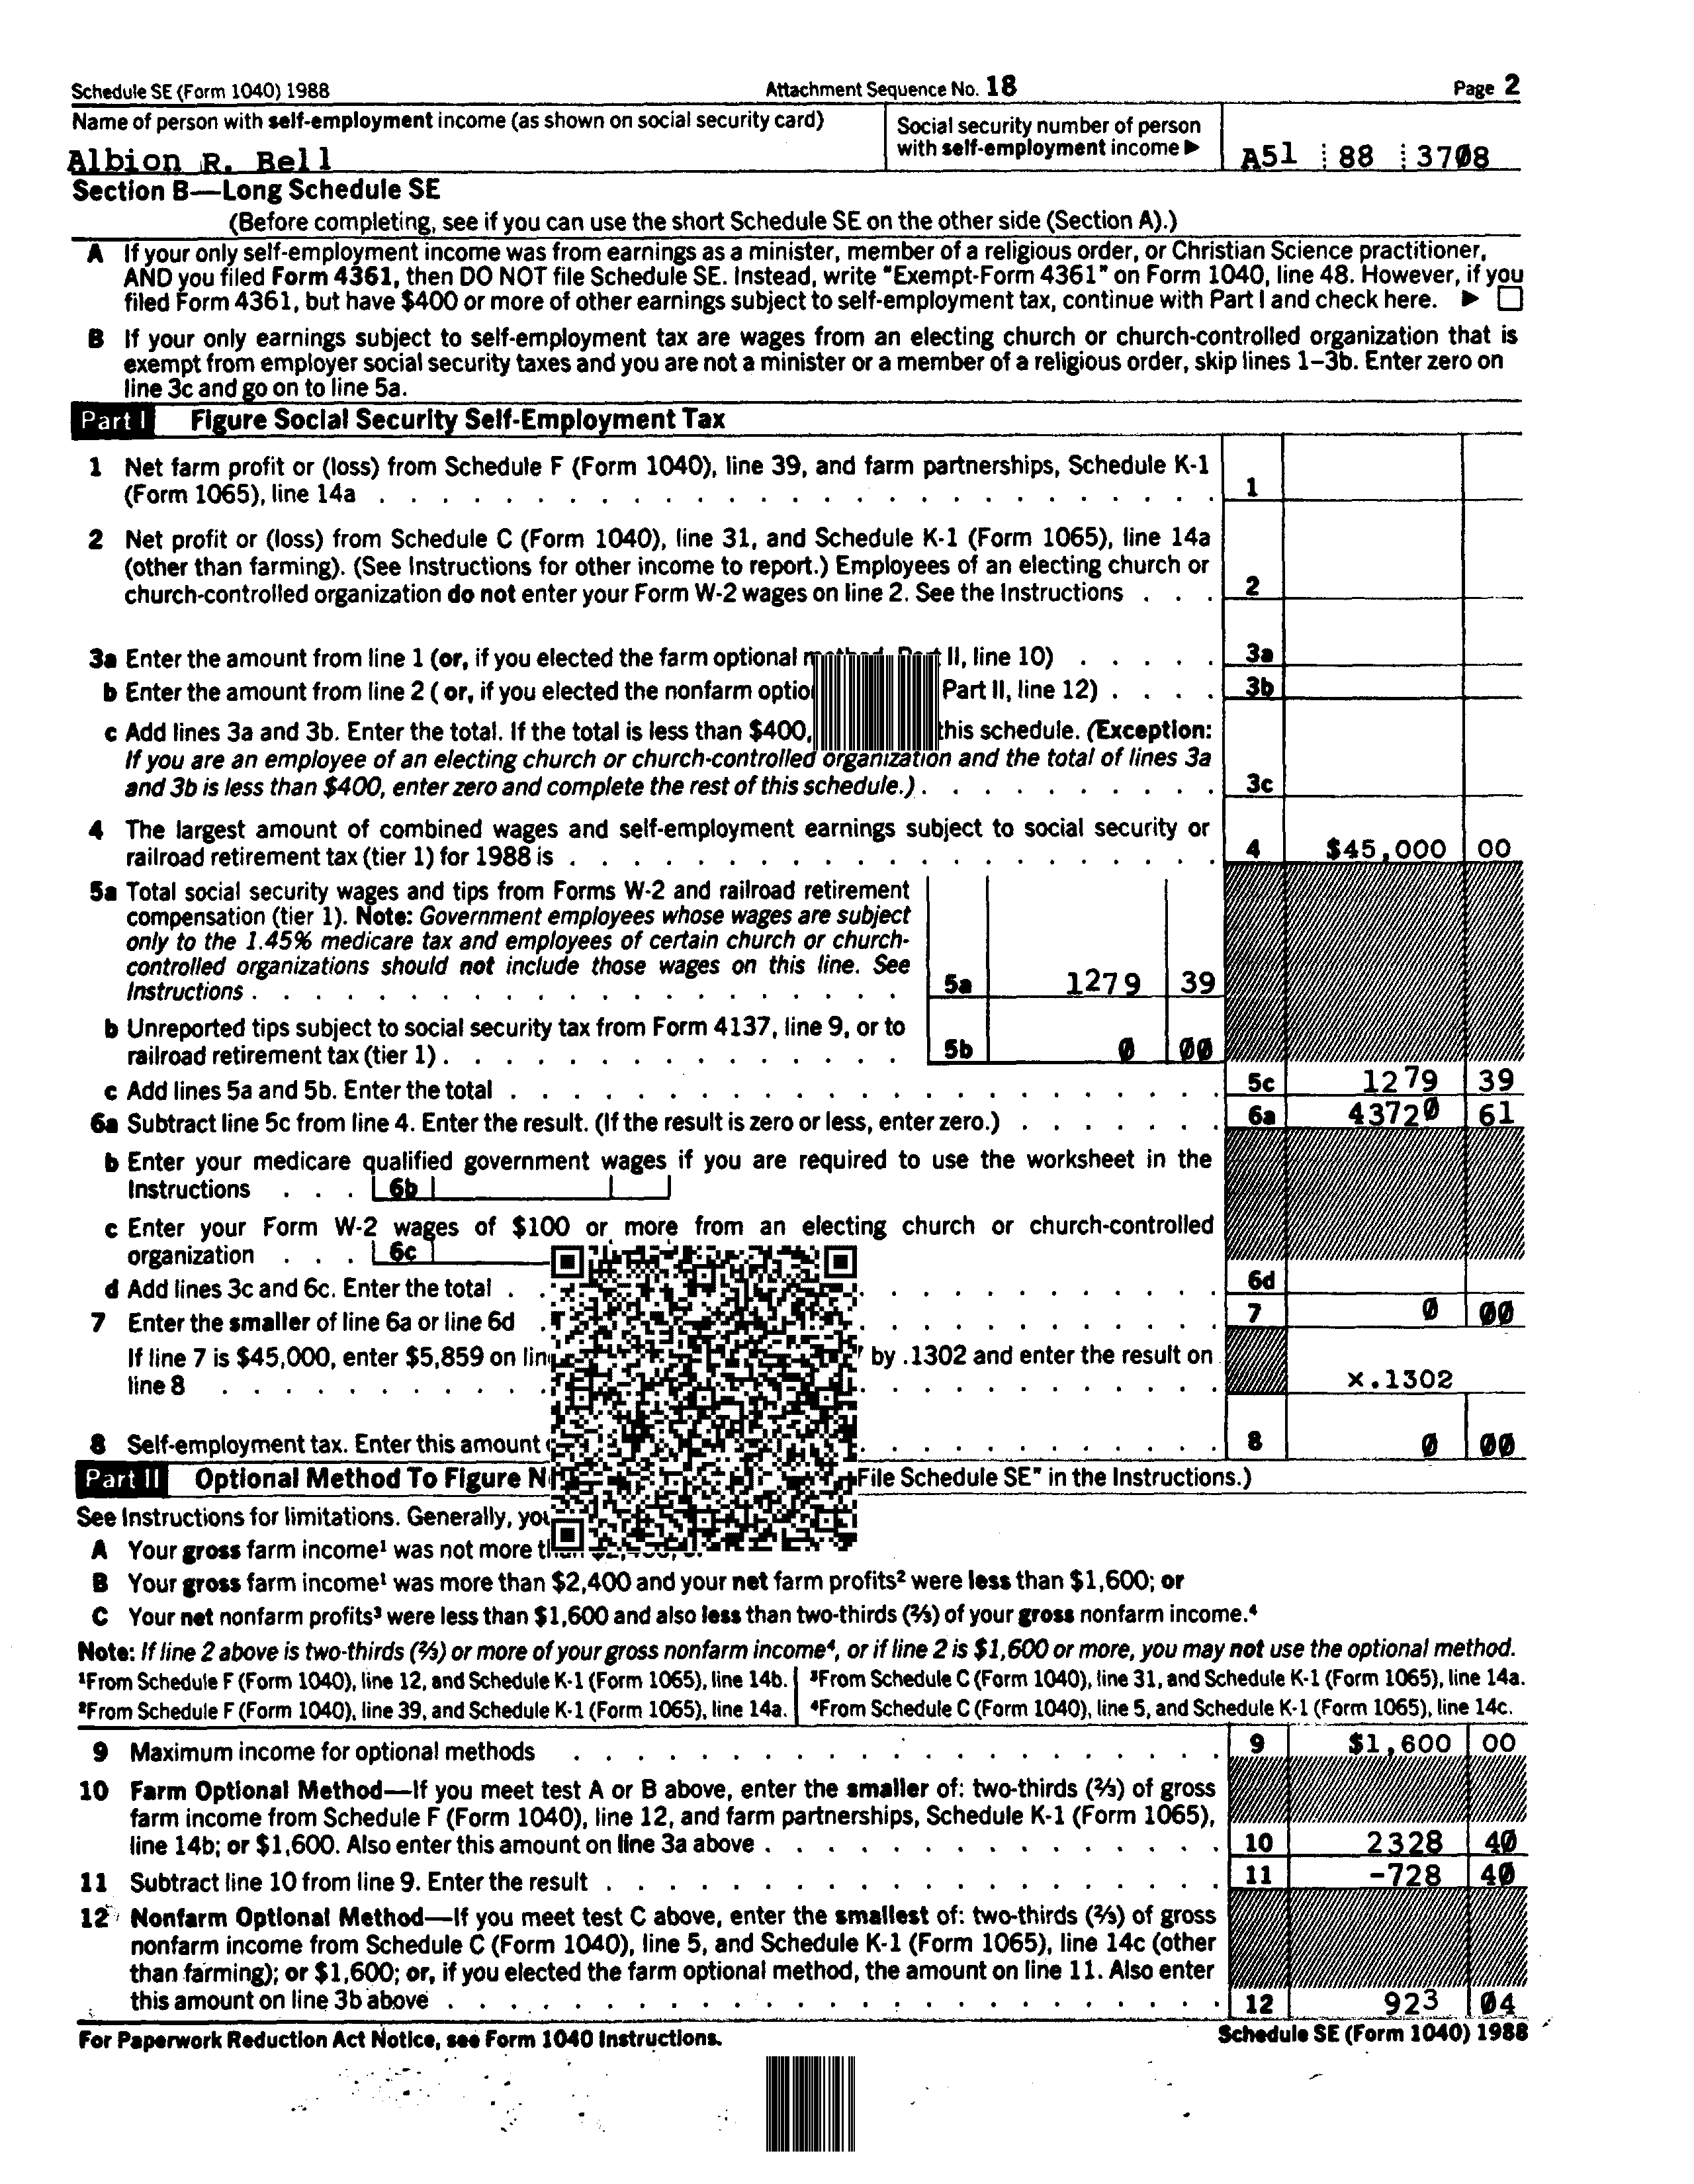 Schedule SE (Form 1040) 1988 Attachment Sequence No. 18 Page 2
Name of person with self-employment income (as shown on social security card) Social security number of person
with self-employment income ▶ A51 88 3708
Albion R. Bell
Section B—Long Schedule SE
(Before completing, see if you can use the short Schedule SE on the other side (Section A).)
A If your only self-employment income was from earnings as a minister, member of a religious order, or Christian Science practitioner,
AND you filed Form 4361, then DO NOT file Schedule SE. Instead, write "Exempt-Form 4361" on Form 1040, line 48. However, if you
filed Form 4361, but have $400 or more of other earnings subject to self-employment tax, continue with Part I and check here. ▶
B If your only earnings subject to self-employment tax are wages from an electing church or church-controlled organization that is
exempt from employer social security taxes and you are not a minister or a member of a religious order, skip lines 1–3b. Enter zero on
line 3c and go on to line 5a.
Part I Figure Social Security Self-Employment Tax
1 Net farm profit or (loss) from Schedule F (Form 1040), line 39, and farm partnerships, Schedule K-1
(Form 1065), line 14a . . . . . 1
2 Net profit or (loss) from Schedule C (Form 1040), line 31, and Schedule K-1 (Form 1065), line 14a
(other than farming). (See Instructions for other income to report.) Employees of an electing church or
church-controlled organization do not enter your Form W-2 wages on line 2. See the Instructions . . . 2
3a Enter the amount from line 1 (or, if you elected the farm optional II, line 10) . . . . . 3a
b Enter the amount from line 2 ( or, if you elected the nonfarm Part II, line 12) . . . . 3b
c Add lines 3a and 3b. Enter the total. If the total is less than $400, this schedule. (Exception:
If you are an employee of an electing church or church-controlled organization and the total of lines 3a
and 3b is less than $400, enter zero and complete the rest of this schedule.) . . . . . 3c
4 The largest amount of combined wages and self-employment earnings subject to social security or
railroad retirement tax (tier 1) for 1988 is . . . . . 4 $45,000 00
5a Total social security wages and tips from Forms W-2 and railroad retirement
compensation (tier 1). Note: Government employees whose wages are subject
only to the 1.45% medicare tax and employees of certain church or church-
controlled organizations should not include those wages on this line. See
Instructions . . . . . 5a 1279 39
b Unreported tips subject to social security tax from Form 4137, line 9, or to
railroad retirement tax (tier 1) . . . . . 5b 0 00
c Add lines 5a and 5b. Enter the total . . . . . 5c 1279 39
6a Subtract line 5c from line 4. Enter the result. (If the result is zero or less, enter zero.) . . . . . 6a 43720 61
b Enter your medicare qualified government wages if you are required to use the worksheet in the
Instructions . . . 6b
c Enter your Form W-2 wages of $100 or more from an electing church or church-controlled
organization . . . 6c
d Add lines 3c and 6c. Enter the total . . . . . 6d
7 Enter the smaller of line 6a or line 6d . . . . . 7 0 00
If line 7 is $45,000, enter $5,859 on by .1302 and enter the result on
line 8 . . . . . x.1302
8 Self-employment tax. Enter this amount . . . . . 8 0 00
Part II Optional Method To Figure File Schedule SE" in the Instructions.)
See Instructions for limitations. Generally,
A Your gross farm income¹ was not more
B Your gross farm income¹ was more than $2,400 and your net farm profits² were less than $1,600; or
C Your net nonfarm profits³ were less than $1,600 and also less than two-thirds (⅔) of your gross nonfarm income.⁴
Note: If line 2 above is two-thirds (⅔) or more of your gross nonfarm income⁴, or if line 2 is $1,600 or more, you may not use the optional method.
¹From Schedule F (Form 1040), line 12, and Schedule K-1 (Form 1065), line 14b. ³From Schedule C (Form 1040), line 31, and Schedule K-1 (Form 1065), line 14a.
²From Schedule F (Form 1040), line 39, and Schedule K-1 (Form 1065), line 14a. ⁴From Schedule C (Form 1040), line 5, and Schedule K-1 (Form 1065), line 14c.
9 Maximum income for optional methods . . . . . 9 $1,600 00
10 Farm Optional Method—If you meet test A or B above, enter the smaller of: two-thirds (⅔) of gross
farm income from Schedule F (Form 1040), line 12, and farm partnerships, Schedule K-1 (Form 1065),
line 14b; or $1,600. Also enter this amount on line 3a above . . . . . 10 2328 40
11 Subtract line 10 from line 9. Enter the result . . . . . 11 -728 40
12 Nonfarm Optional Method—If you meet test C above, enter the smallest of: two-thirds (⅔) of gross
nonfarm income from Schedule C (Form 1040), line 5, and Schedule K-1 (Form 1065), line 14c (other
than farming); or $1,600; or, if you elected the farm optional method, the amount on line 11. Also enter
this amount on line 3b above . . . . . 12 923 04
For Paperwork Reduction Act Notice, see Form 1040 Instructions. Schedule SE (Form 1040) 1988